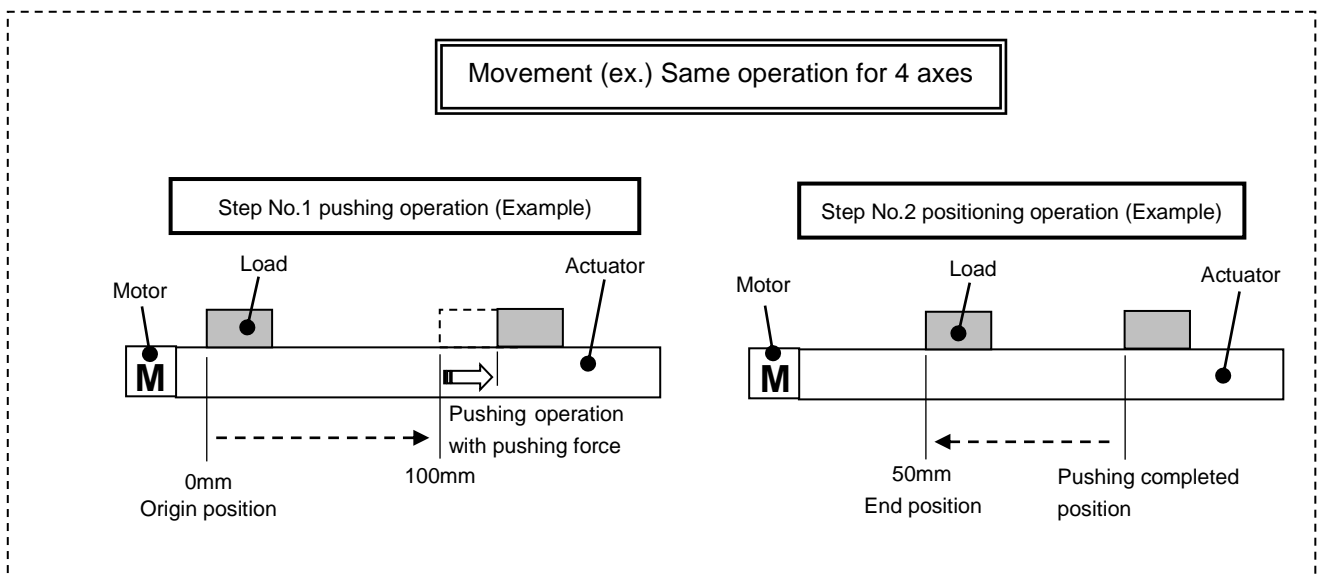 Movement (ex.) Same operation for 4 axes
Step No.1 pushing operation (Example)
Load
Actuator
Motor
M
Pushing operation
with pushing force
0mm
Origin position
100mm
Step No.2 positioning operation (Example)
Load
Actuator
Motor
M
50mm
End position
Pushing completed
position